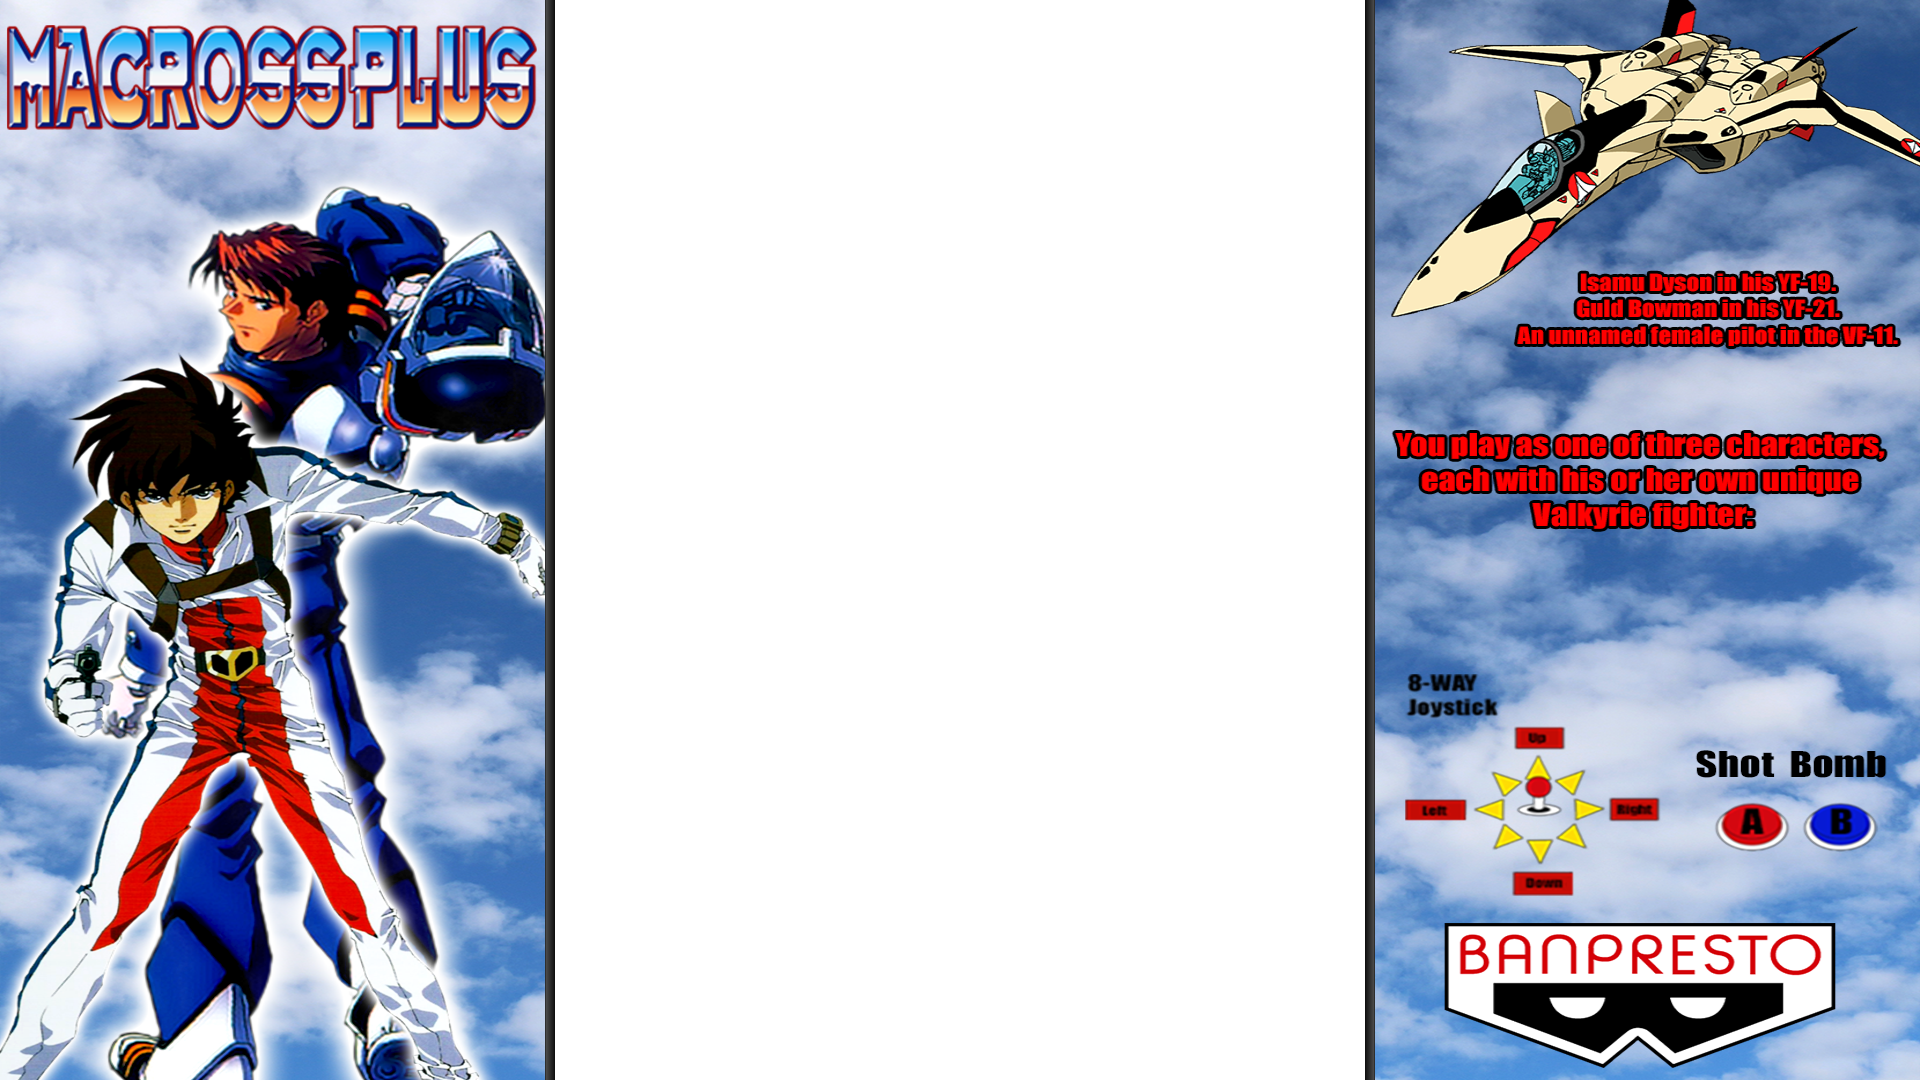 MACROSS PLUS
Isamu Dyson in his YF-19.
Guld Bowman in his YF-21.
An unnamed female pilot in the VF-11.
You play as one of three characters,
each with his or her own unique
Valkyrie fighter:
8-WAY
Joystick
Up
Left
Right
Down
Shot Bomb
A B
BANPRESTO